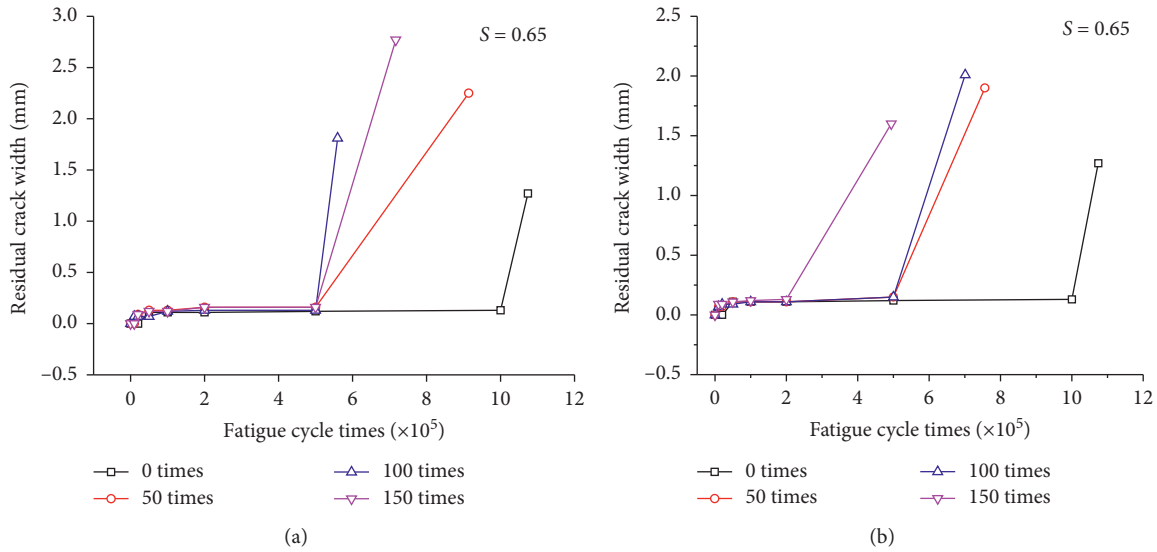 3.0
2.5
2.0
1.5
1.0
0.5
0.0
−0.5
Residual crack width (mm)
S = 0.65
0 2 4 6 8 10 12
Fatigue cycle times (×10⁵)
0 times
50 times
100 times
150 times
(a)
2.5
2.0
1.5
1.0
0.5
0.0
−0.5
Residual crack width (mm)
S = 0.65
0 2 4 6 8 10 12
Fatigue cycle times (×10⁵)
0 times
50 times
100 times
150 times
(b)